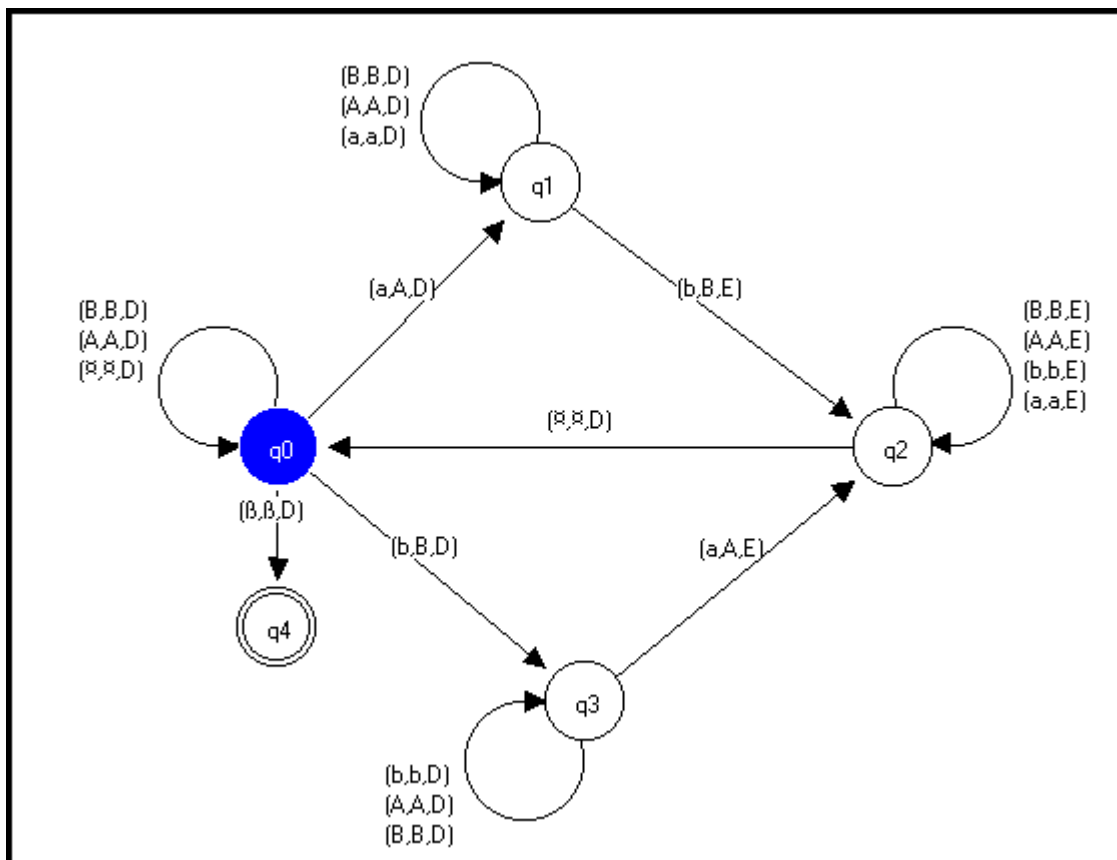 (B,B,D)
(A,A,D)
(a,a,D)
q1
(a,A,D)
(b,B,E)
(B,B,D)
(A,A,D)
(¤,¤,D)
(B,B,E)
(A,A,E)
(b,b,E)
(a,a,E)
(¤,¤,D)
q0
q2
(ß,ß,D)
(b,B,D)
(a,A,E)
q4
q3
(b,b,D)
(A,A,D)
(B,B,D)